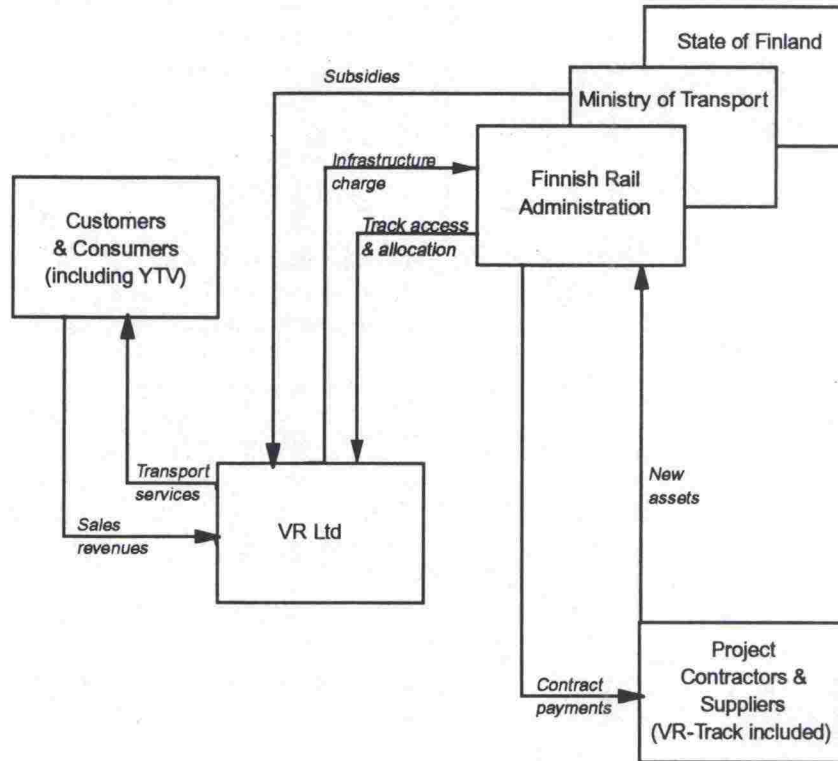 State of Finland
Subsidies
Ministry of Transport
Infrastructure
charge
Finnish Rail
Administration
Customers
& Consumers
(including YTV)
Track access
& allocation
Transport
services
New
assets
Sales
revenues
VR Ltd
Project
Contractors &
Suppliers
(VR-Track included)
Contract
payments